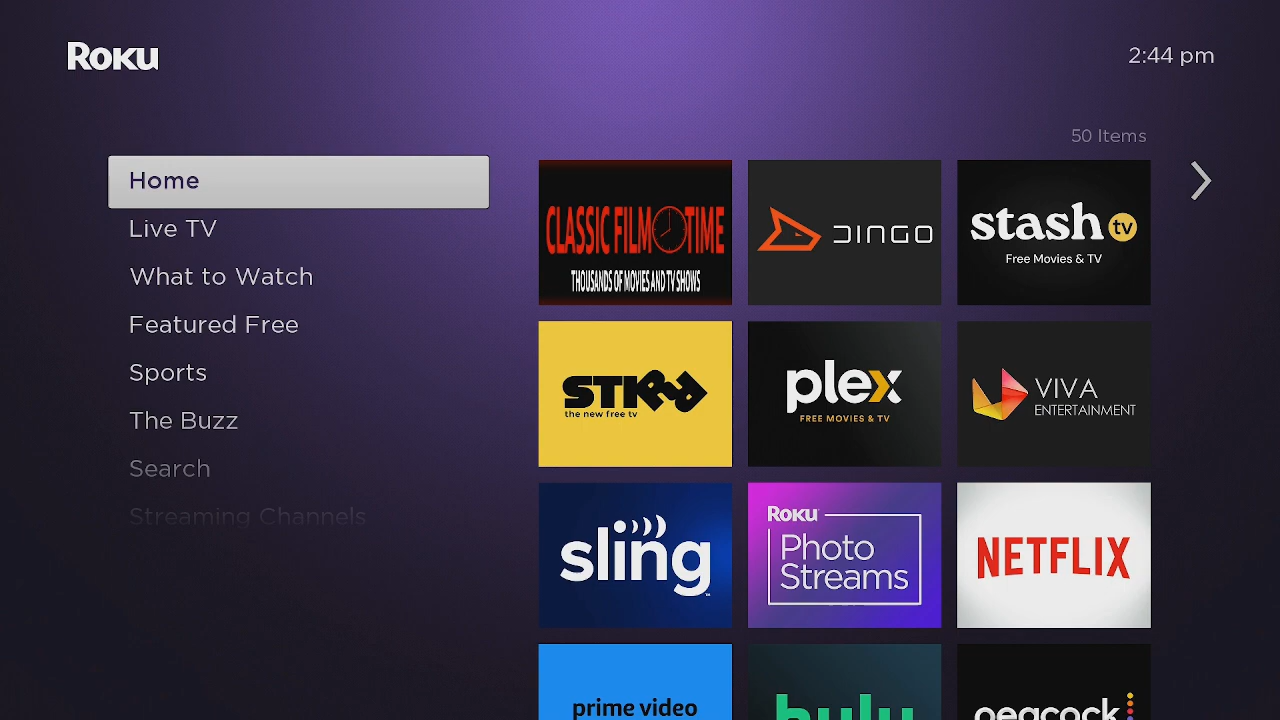 Roku
2:44 pm
50 Items
Home
Live TV
What to Watch
Featured Free
Sports
The Buzz
Search
Streaming Channels
CLASSIC FILM TIME
THOUSANDS OF MOVIES AND TV SHOWS
DINGO
stash tv
Free Movies & TV
STIRR
the new free tv
plex
FREE MOVIES & TV
VIVA
ENTERTAINMENT
sling
Roku
Photo
Streams
NETFLIX
prime video
hulu
peacock